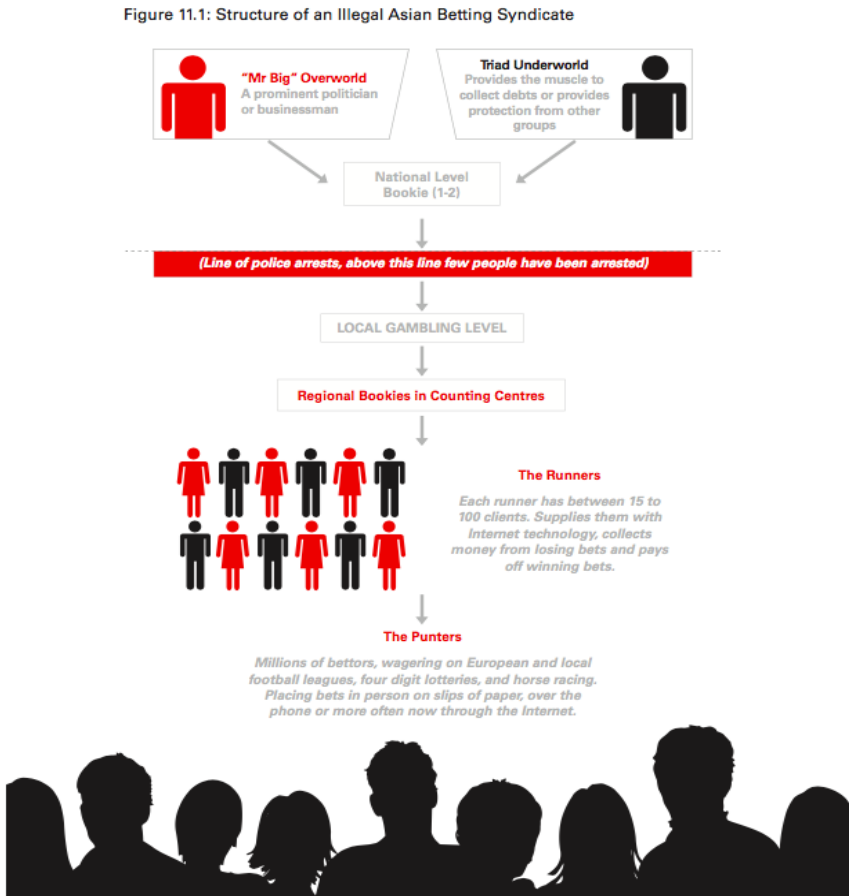 Figure 11.1: Structure of an Illegal Asian Betting Syndicate
“Mr Big” Overworld
A prominent politician
or businessman
Triad Underworld
Provides the muscle to
collect debts or provides
protection from other
groups
National Level
Bookie (1-2)
(Line of police arrests, above this line few people have been arrested)
LOCAL GAMBLING LEVEL
Regional Bookies in Counting Centres
The Runners
Each runner has between 15 to
100 clients. Supplies them with
Internet technology, collects
money from losing bets and pays
off winning bets.
The Punters
Millions of bettors, wagering on European and local
football leagues, four digit lotteries, and horse racing.
Placing bets in person on slips of paper, over the
phone or more often now through the Internet.